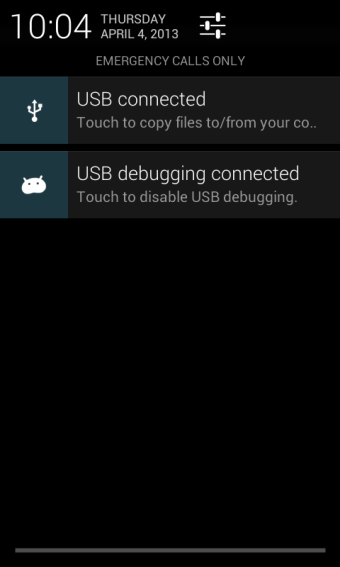 10:04
THURSDAY
APRIL 4, 2013
EMERGENCY CALLS ONLY
USB connected
Touch to copy files to/from your co..
USB debugging connected
Touch to disable USB debugging.